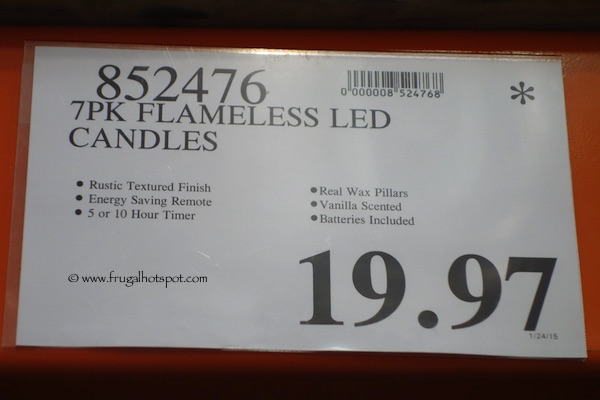 852476
0 000008 524768
*
7PK FLAMELESS LED
CANDLES
• Rustic Textured Finish
• Energy Saving Remote
• 5 or 10 Hour Timer
• Real Wax Pillars
• Vanilla Scented
• Batteries Included
© www.frugalhotspot.com
19.97
1/24/15